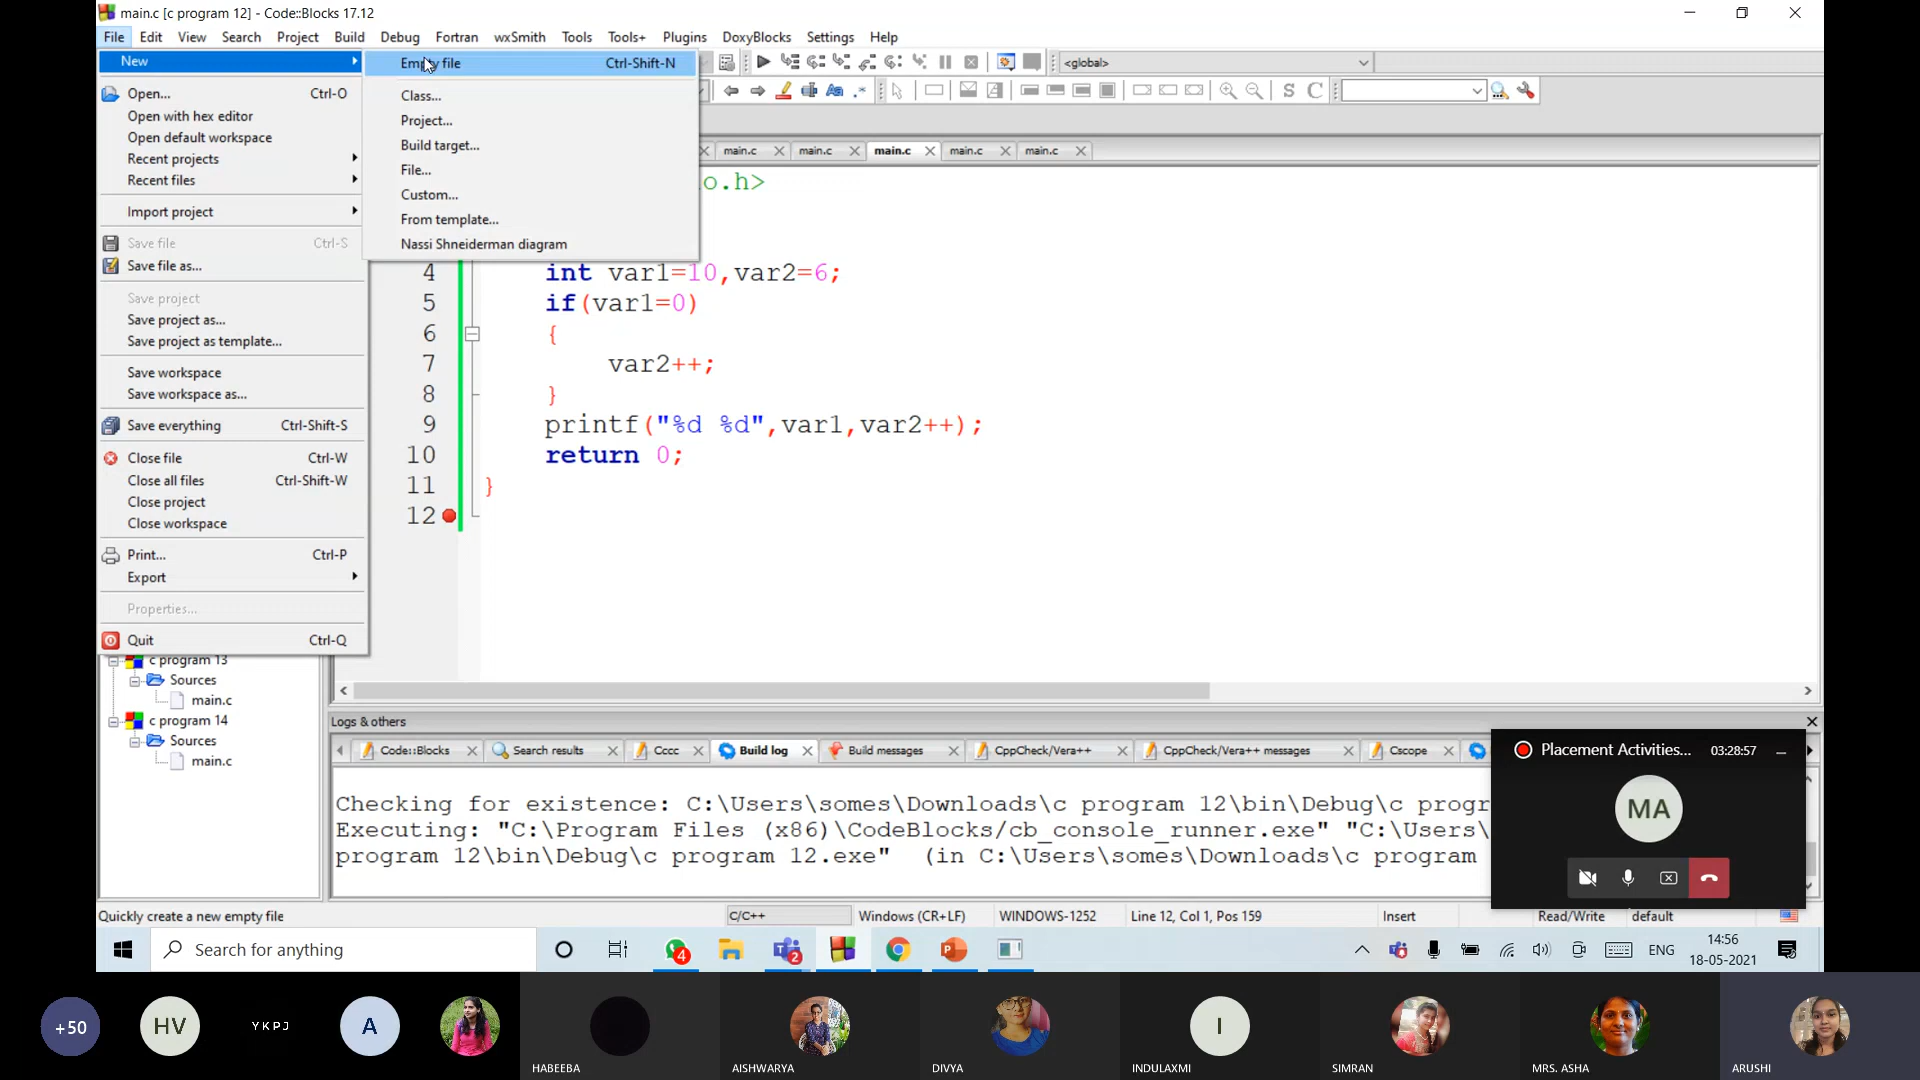 main.c [c program 12] - Code::Blocks 17.12
File Edit View Search Project Build Debug Fortran wxSmith Tools Tools+ Plugins DoxyBlocks Settings Help
New
Open... Ctrl-O
Open with hex editor
Open default workspace
Recent projects
Recent files
Import project
Save file Ctrl-S
Save file as...
Save project
Save project as...
Save project as template...
Save workspace
Save workspace as...
Save everything Ctrl-Shift-S
Close file Ctrl-W
Close all files Ctrl-Shift-W
Close project
Close workspace
Print... Ctrl-P
Export
Properties...
Quit Ctrl-Q
Empty file Ctrl-Shift-N
Class...
Project...
Build target...
File...
Custom...
From template...
Nassi Shneiderman diagram
<global>
S C
main.c main.c main.c main.c main.c
o.h>
4 int var1=10,var2=6;
5 if(var1=0)
6 {
7 var2++;
8 }
9 printf("%d %d",var1,var2++);
10 return 0;
11 }
12
c program 13
Sources
main.c
c program 14
Sources
main.c
Logs & others
Code::Blocks Search results Cccc Build log Build messages CppCheck/Vera++ CppCheck/Vera++ messages Cscope
Checking for existence: C:\Users\somes\Downloads\c program 12\bin\Debug\c progr
Executing: "C:\Program Files (x86)\CodeBlocks/cb_console_runner.exe" "C:\Users\
program 12\bin\Debug\c program 12.exe" (in C:\Users\somes\Downloads\c program
Placement Activities... 03:28:57
MA
Quickly create a new empty file C/C++ Windows (CR+LF) WINDOWS-1252 Line 12, Col 1, Pos 159 Insert Read/Write default
Search for anything
4
2
ENG
14:56
18-05-2021
+50
HV
YKPJ
A
HABEEBA
AISHWARYA
DIVYA
I
INDULAXMI
SIMRAN
MRS. ASHA
ARUSHI